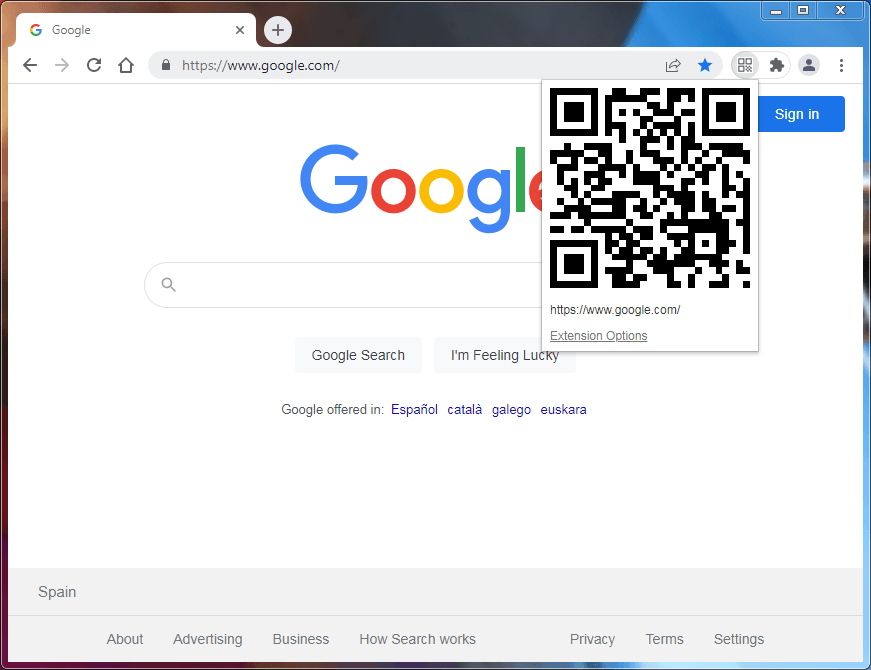 Google
https://www.google.com/
Sign in
Google
https://www.google.com/
Extension Options
Google Search
I'm Feeling Lucky
Google offered in: Español català galego euskara
Spain
About Advertising Business How Search works Privacy Terms Settings